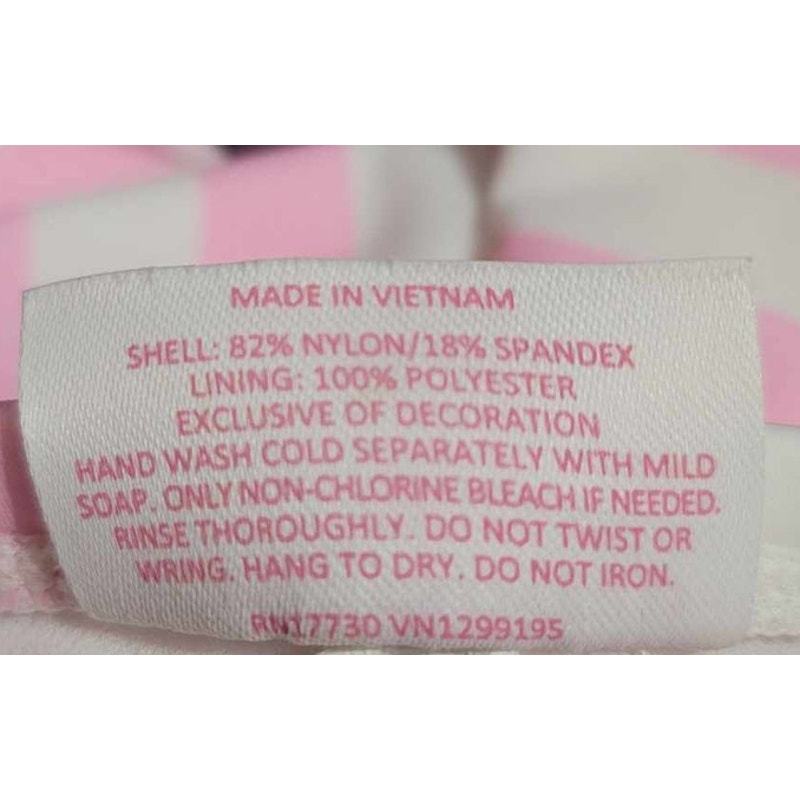 MADE IN VIETNAM
SHELL: 82% NYLON/18% SPANDEX
LINING: 100% POLYESTER
EXCLUSIVE OF DECORATION
HAND WASH COLD SEPARATELY WITH MILD
SOAP. ONLY NON-CHLORINE BLEACH IF NEEDED.
RINSE THOROUGHLY. DO NOT TWIST OR
WRING. HANG TO DRY. DO NOT IRON.
RN17730 VN1299195